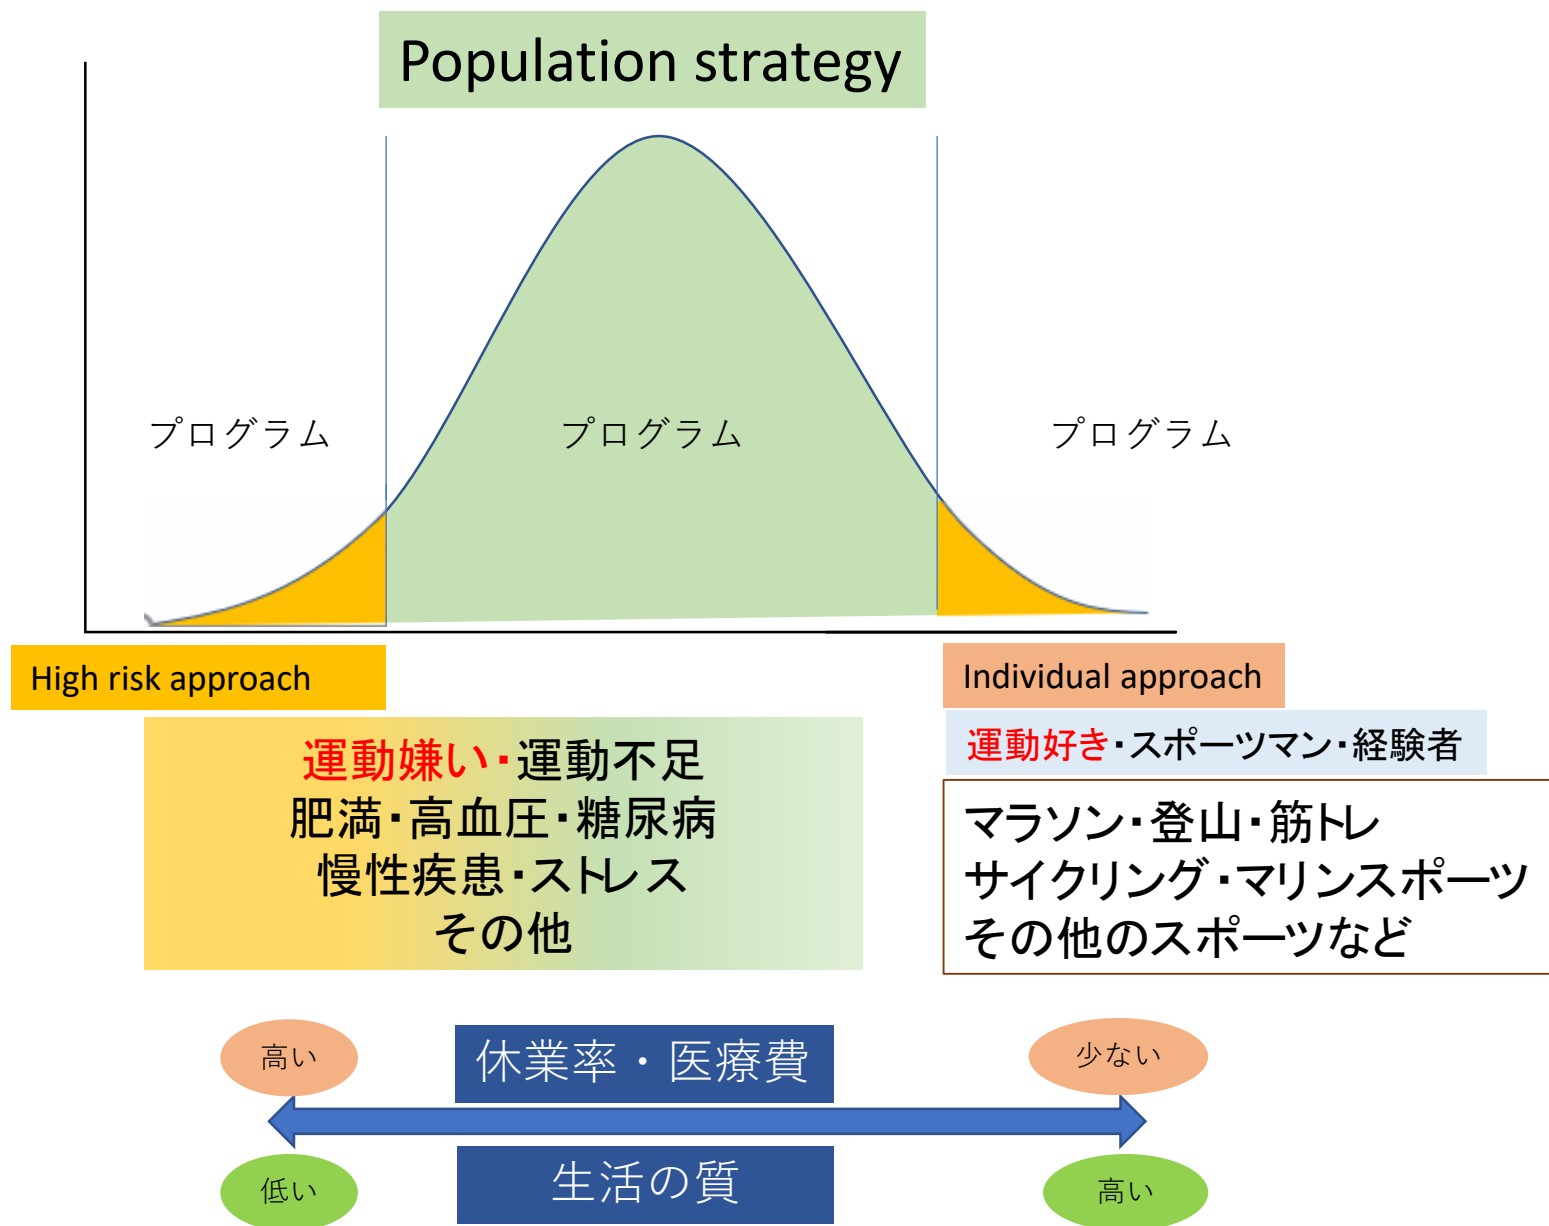 Population strategy
プログラム
プログラム
プログラム
High risk approach
Individual approach
運動嫌い・運動不足
肥満・高血圧・糖尿病
慢性疾患・ストレス
その他
運動好き・スポーツマン・経験者
マラソン・登山・筋トレ
サイクリング・マリンスポーツ
その他のスポーツなど
高い
休業率・医療費
少ない
低い
生活の質
高い